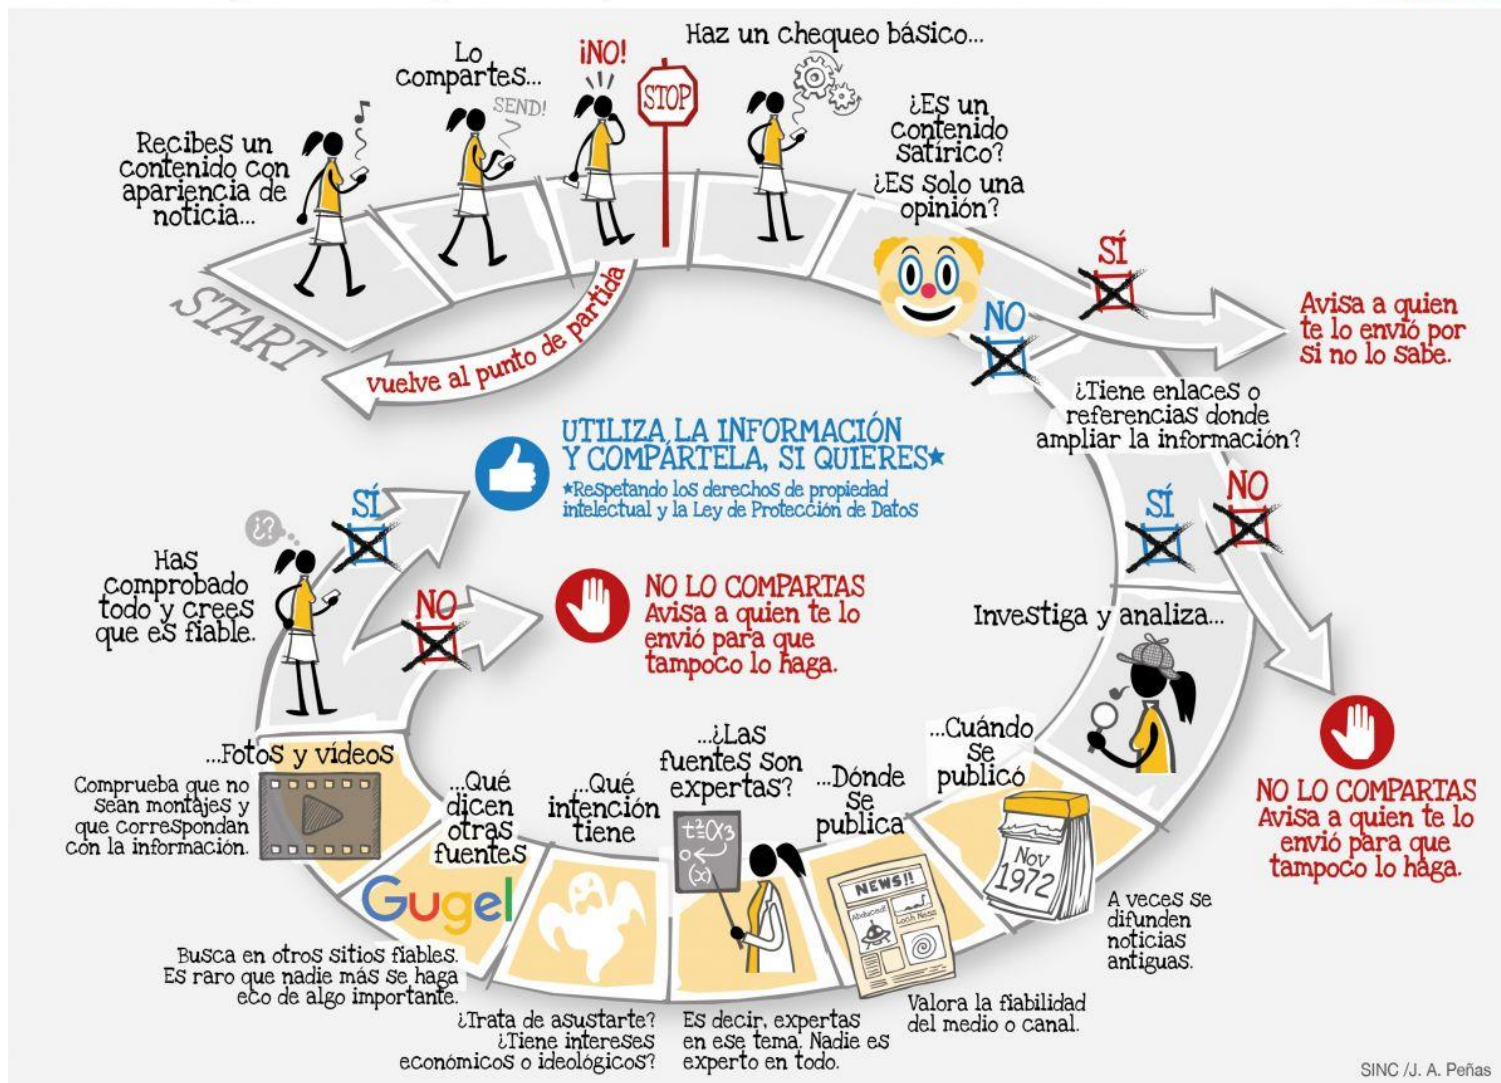 Recibes un
contenido con
apariencia de
noticia...
START
Lo
compartes...
SEND!
¡NO!
STOP
vuelve al punto de partida
Haz un chequeo básico...
¿Es un
contenido
satírico?
¿Es solo una
opinión?
SÍ
Avisa a quien
te lo envió por
si no lo sabe.
NO
¿Tiene enlaces o
referencias donde
ampliar la información?
SÍ
NO
NO LO COMPARTAS
Avisa a quien te lo
envió para que
tampoco lo haga.
Investiga y analiza...
...Cuándo
se
publicó
Nov
1972
A veces se
difunden
noticias
antiguas.
...Dónde
se
publica
NEWS!!
Abduced!
Loch Ness
Valora la fiabilidad
del medio o canal.
...¿Las
fuentes son
expertas?
Es decir, expertas
en ese tema. Nadie es
experto en todo.
...Qué
intención
tiene
¿Trata de asustarte?
¿Tiene intereses
económicos o ideológicos?
...Qué
dicen
otras
fuentes
Gugel
Busca en otros sitios fiables.
Es raro que nadie más se haga
eco de algo importante.
...Fotos y vídeos
Comprueba que no
sean montajes y
que correspondan
con la información.
Has
comprobado
todo y crees
que es fiable.
¿?
SÍ
UTILIZA LA INFORMACIÓN
Y COMPÁRTELA, SI QUIERES★
★Respetando los derechos de propiedad
intelectual y la Ley de Protección de Datos
NO
NO LO COMPARTAS
Avisa a quien te lo
envió para que
tampoco lo haga.
SINC /J. A. Peñas